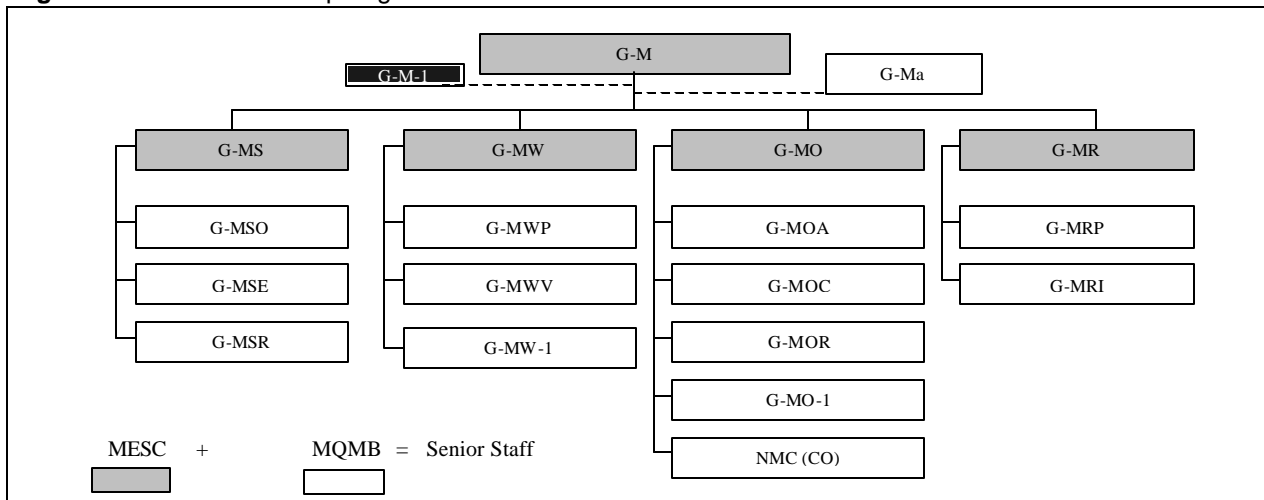 G-M
G-M-1
G-Ma
G-MS
G-MW
G-MO
G-MR
G-MSO
G-MWP
G-MOA
G-MRP
G-MSE
G-MWV
G-MOC
G-MRI
G-MSR
G-MW-1
G-MOR
G-MO-1
NMC (CO)
MESC + MQMB = Senior Staff